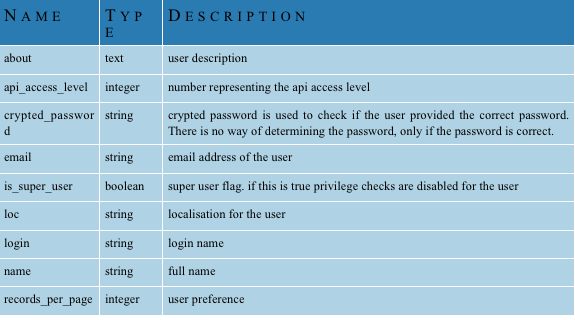 NAME TYP DESCRIPTION
E
about text user description
api_access_level integer number representing the api access level
crypted_passwor string crypted password is used to check if the user provided the correct password.
d There is no way of determining the password, only if the password is correct.
email string email address of the user
is_super_user boolean super user flag. if this is true privilege checks are disabled for the user
loc string localisation for the user
login string login name
name string full name
records_per_page integer user preference